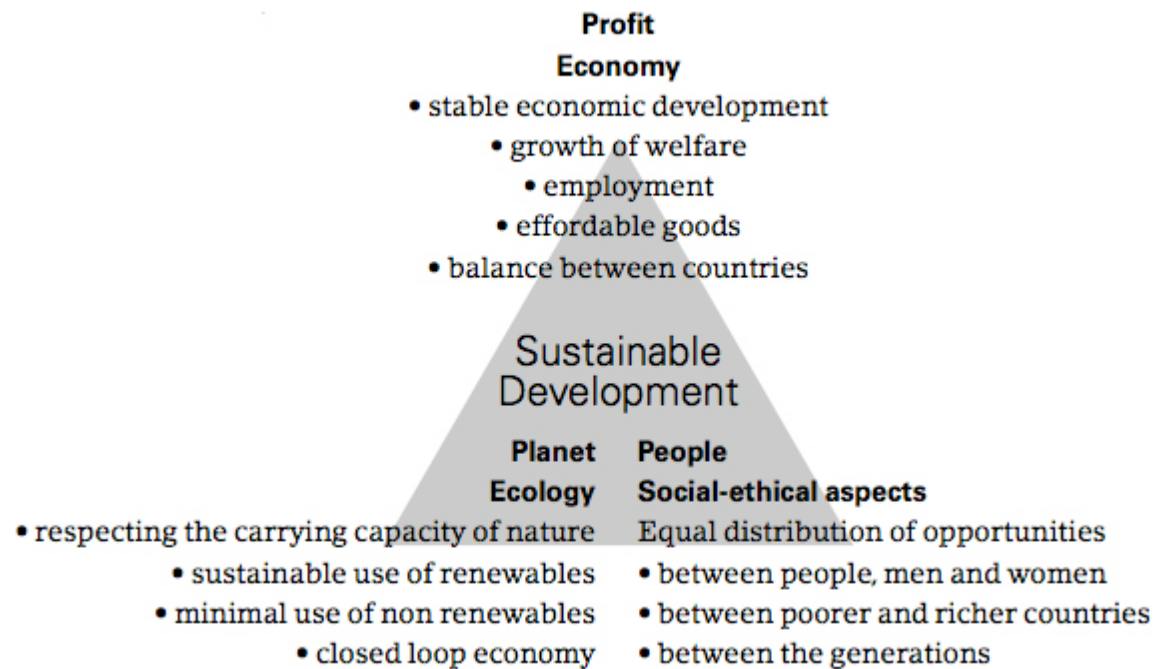 Profit
Economy
• stable economic development
• growth of welfare
• employment
• effordable goods
• balance between countries
Sustainable
Development
Planet
Ecology
• respecting the carrying capacity of nature
• sustainable use of renewables
• minimal use of non renewables
• closed loop economy
People
Social-ethical aspects
Equal distribution of opportunities
• between people, men and women
• between poorer and richer countries
• between the generations